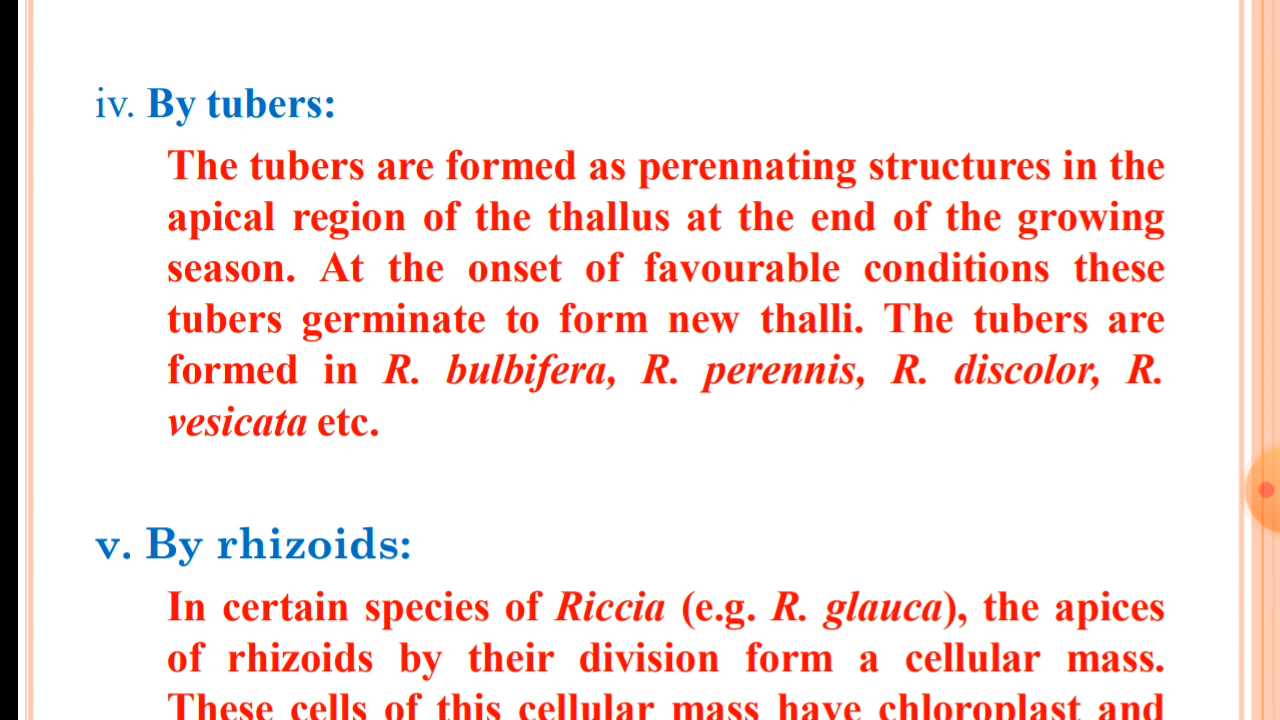 iv. By tubers:
The tubers are formed as perennating structures in the
apical region of the thallus at the end of the growing
season. At the onset of favourable conditions these
tubers germinate to form new thalli. The tubers are
formed in R. bulbifera, R. perennis, R. discolor, R.
vesicata etc.
v. By rhizoids:
In certain species of Riccia (e.g. R. glauca), the apices
of rhizoids by their division form a cellular mass.
These cells of this cellular mass have chloroplast and